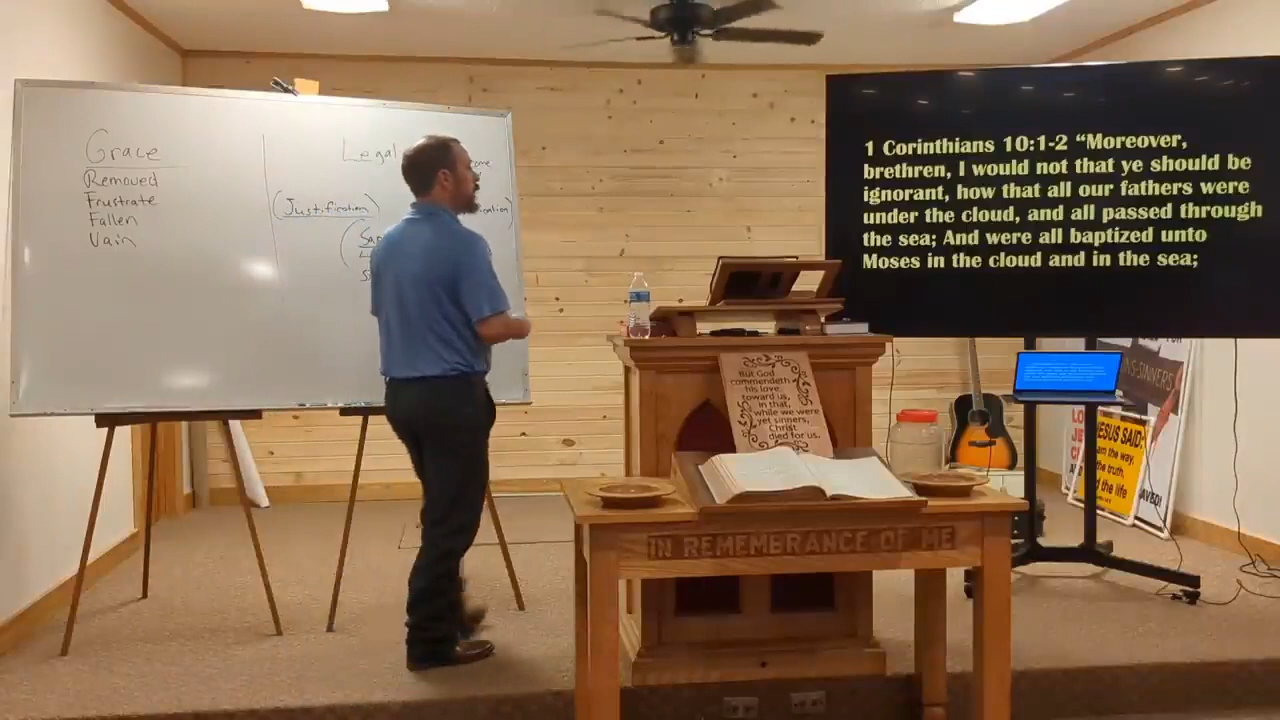 Grace
Removed
Frustrate
Fallen
Vain
Legal
(Justification)
1 Corinthians 10:1-2 “Moreover,
brethren, I would not that ye should be
ignorant, how that all our fathers were
under the cloud, and all passed through
the sea; And were all baptized unto
Moses in the cloud and in the sea;
But God
commendeth
his love
toward us,
in that,
while we were
yet sinners,
Christ
died for us.
IN REMEMBRANCE OF ME
JESUS SAID:
am the way,
the truth,
the life